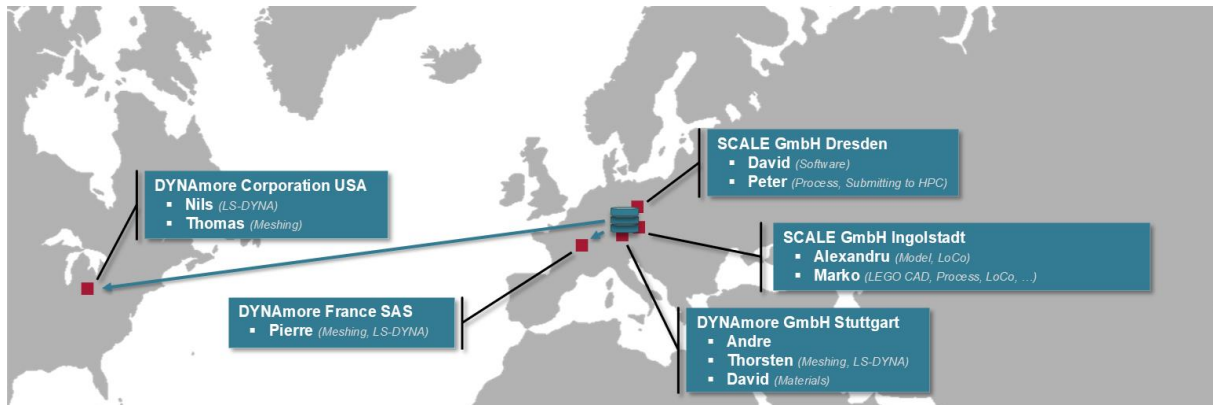 DYNAmore Corporation USA
▪ Nils (LS-DYNA)
▪ Thomas (Meshing)
DYNAmore France SAS
▪ Pierre (Meshing, LS-DYNA)
SCALE GmbH Dresden
▪ David (Software)
▪ Peter (Process, Submitting to HPC)
SCALE GmbH Ingolstadt
▪ Alexandru (Model, LoCo)
▪ Marko (LEGO CAD, Process, LoCo, …)
DYNAmore GmbH Stuttgart
▪ Andre
▪ Thorsten (Meshing, LS-DYNA)
▪ David (Materials)